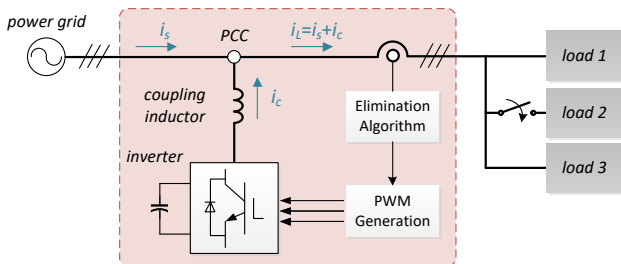 power grid
i_s
PCC
i_L=i_s+i_c
load 1
coupling
inductor
i_c
Elimination
Algorithm
load 2
inverter
load 3
PWM
Generation